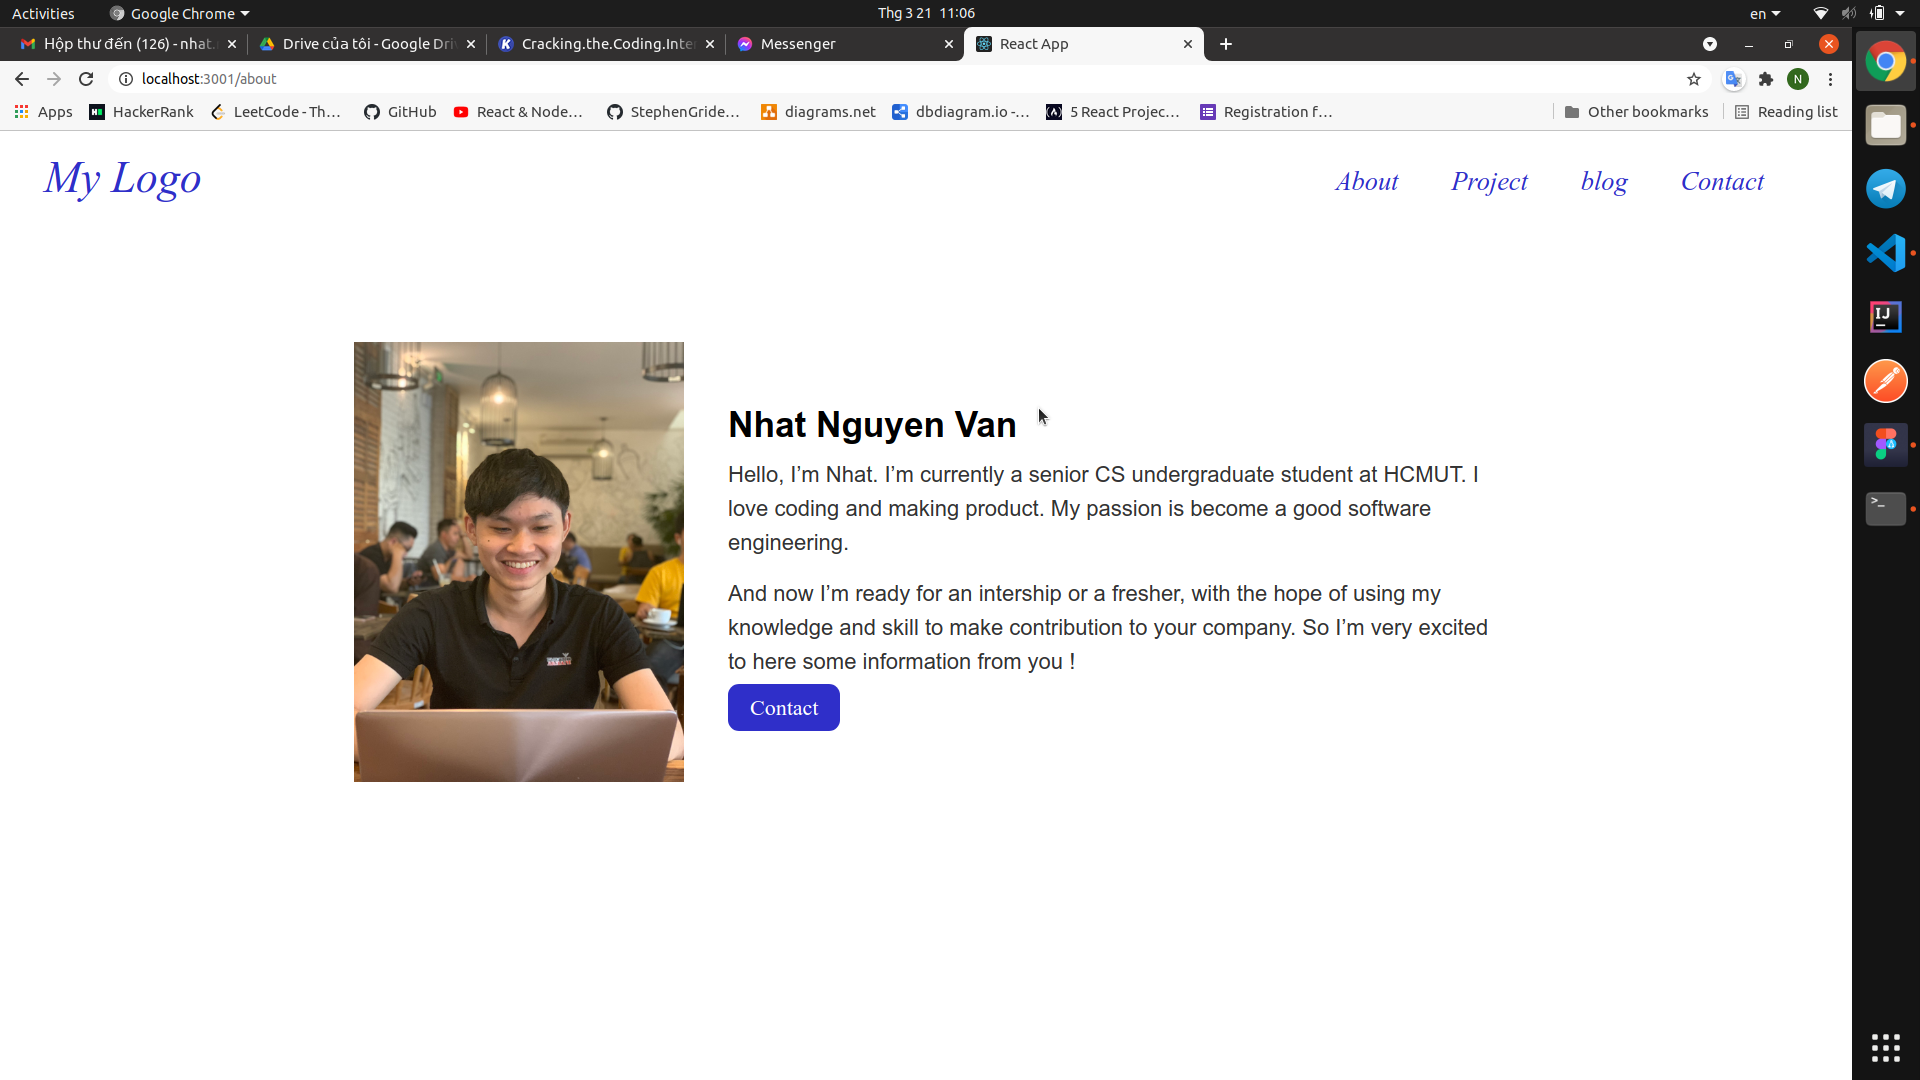 Activities Google Chrome Thg 3 21 11:06 en
Hộp thư đến (126) - nhat. Drive của tôi - Google Driv Cracking.the.Coding.Inte Messenger React App
localhost:3001/about N
Apps HackerRank LeetCode - Th... GitHub React & Node... StephenGride... diagrams.net dbdiagram.io -... 5 React Projec... Registration f... Other bookmarks Reading list
My Logo About Project blog Contact
Nhat Nguyen Van
Hello, I’m Nhat. I’m currently a senior CS undergraduate student at HCMUT. I
love coding and making product. My passion is become a good software
engineering.
And now I’m ready for an intership or a fresher, with the hope of using my
knowledge and skill to make contribution to your company. So I’m very excited
to here some information from you !
Contact